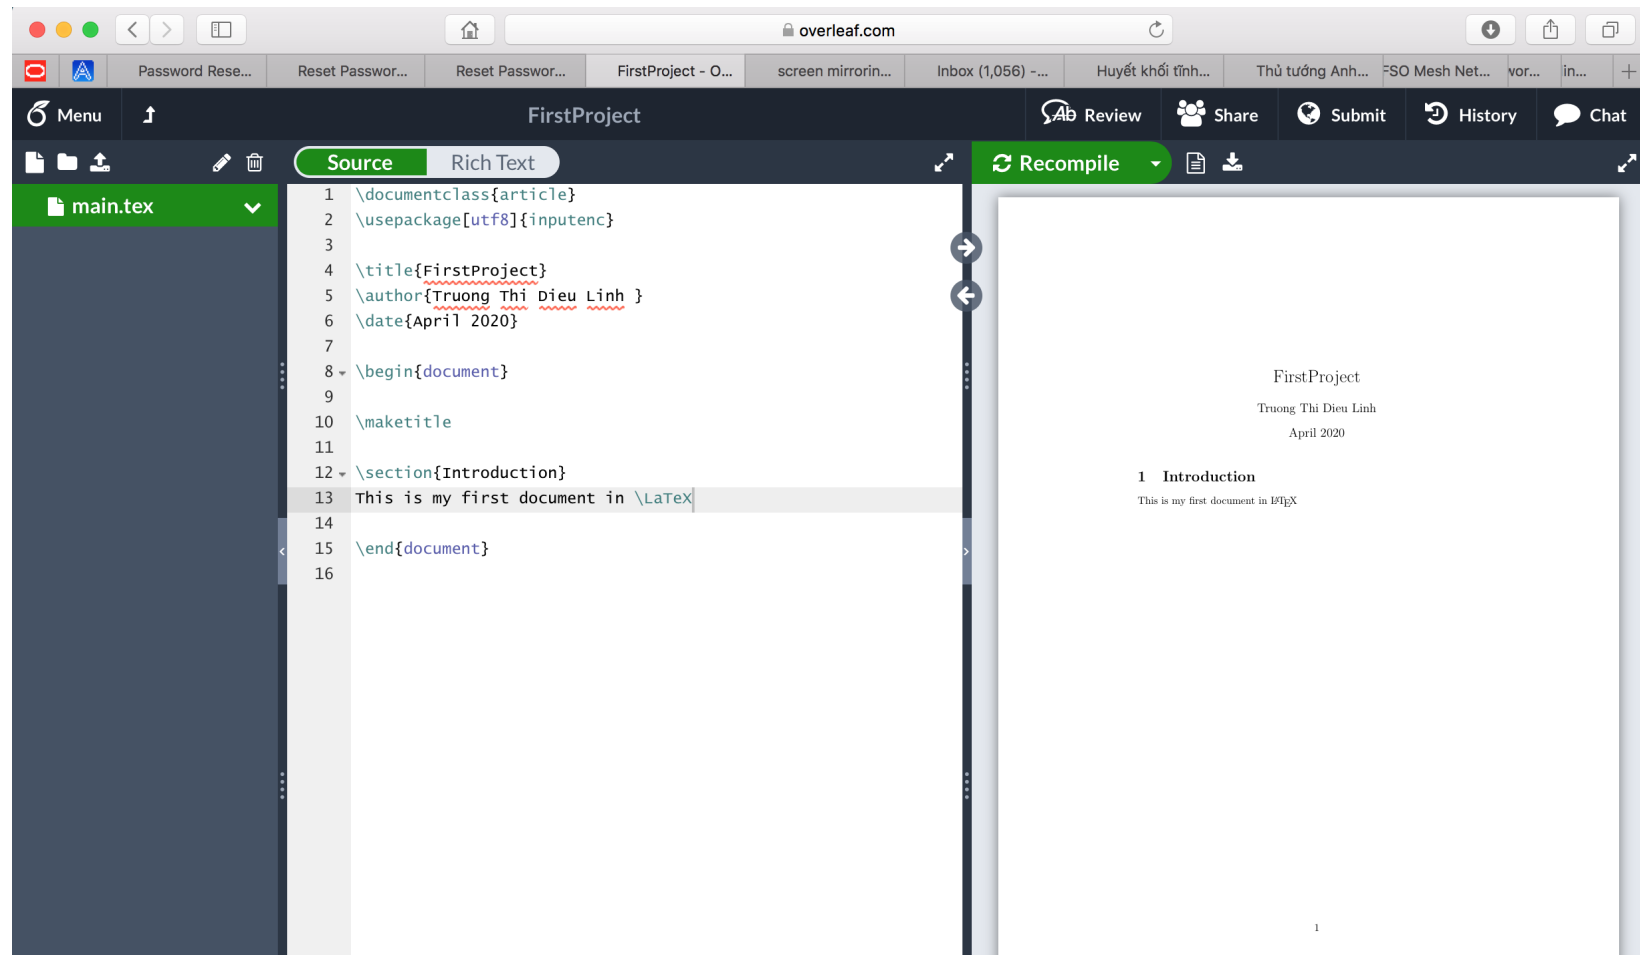 overleaf.com
Password Rese... Reset Passwor... Reset Passwor... FirstProject - O... screen mirrorin... Inbox (1,056) -... Huyết khối tĩnh... Thủ tướng Anh... FSO Mesh Net... wor... in...
Menu FirstProject Ab Review Share Submit History Chat
Source Rich Text Recompile
main.tex
1 \documentclass{article}
2 \usepackage[utf8]{inputenc}
3
4 \title{FirstProject}
5 \author{Truong Thi Dieu Linh }
6 \date{April 2020}
7
8 \begin{document}
9
10 \maketitle
11
12 \section{Introduction}
13 This is my first document in \LaTeX
14
15 \end{document}
16
FirstProject
Truong Thi Dieu Linh
April 2020
1 Introduction
This is my first document in LATEX
1